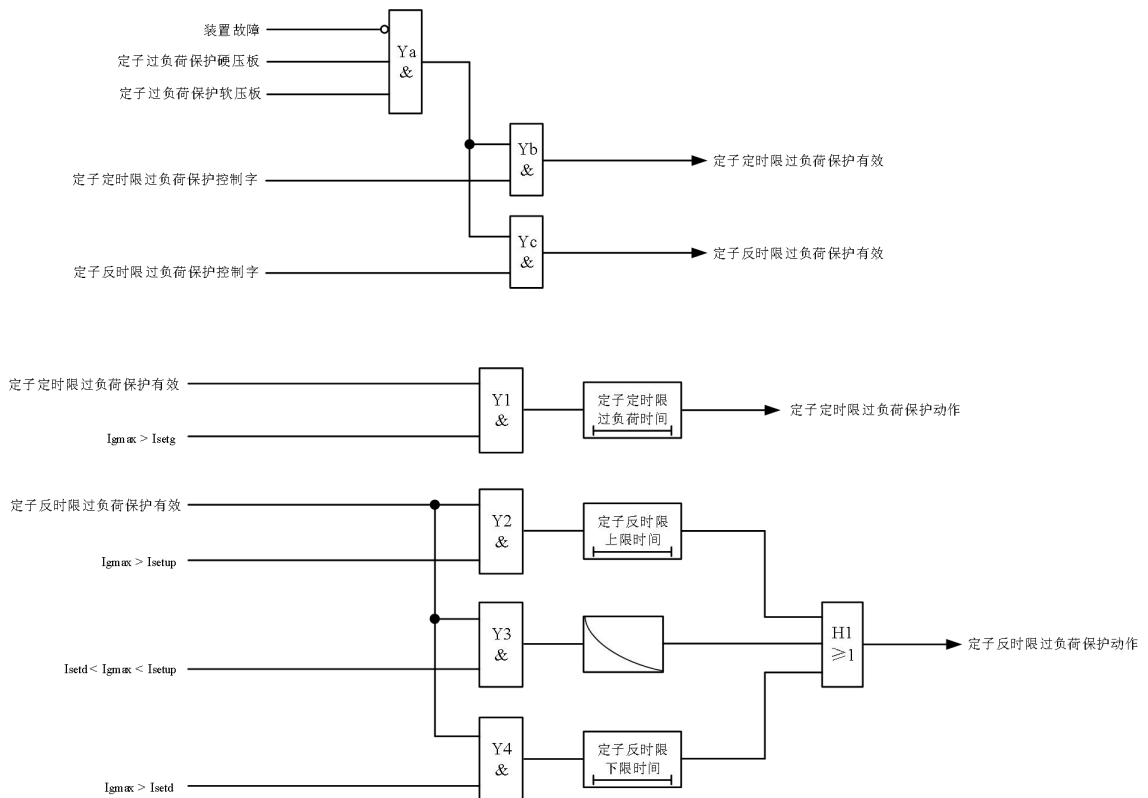 装置故障
定子过负荷保护硬压板
定子过负荷保护软压板
Ya
&
定子定时限过负荷保护控制字
Yb
&
定子定时限过负荷保护有效
定子反时限过负荷保护控制字
Yc
&
定子反时限过负荷保护有效
定子定时限过负荷保护有效
Igmax > Isetg
Y1
&
定子定时限
过负荷时间
定子定时限过负荷保护动作
定子反时限过负荷保护有效
Igmax > Isetup
Y2
&
定子反时限
上限时间
Isetd < Igmax < Isetup
Y3
&
H1
≥1
定子反时限过负荷保护动作
Igmax > Isetd
Y4
&
定子反时限
下限时间